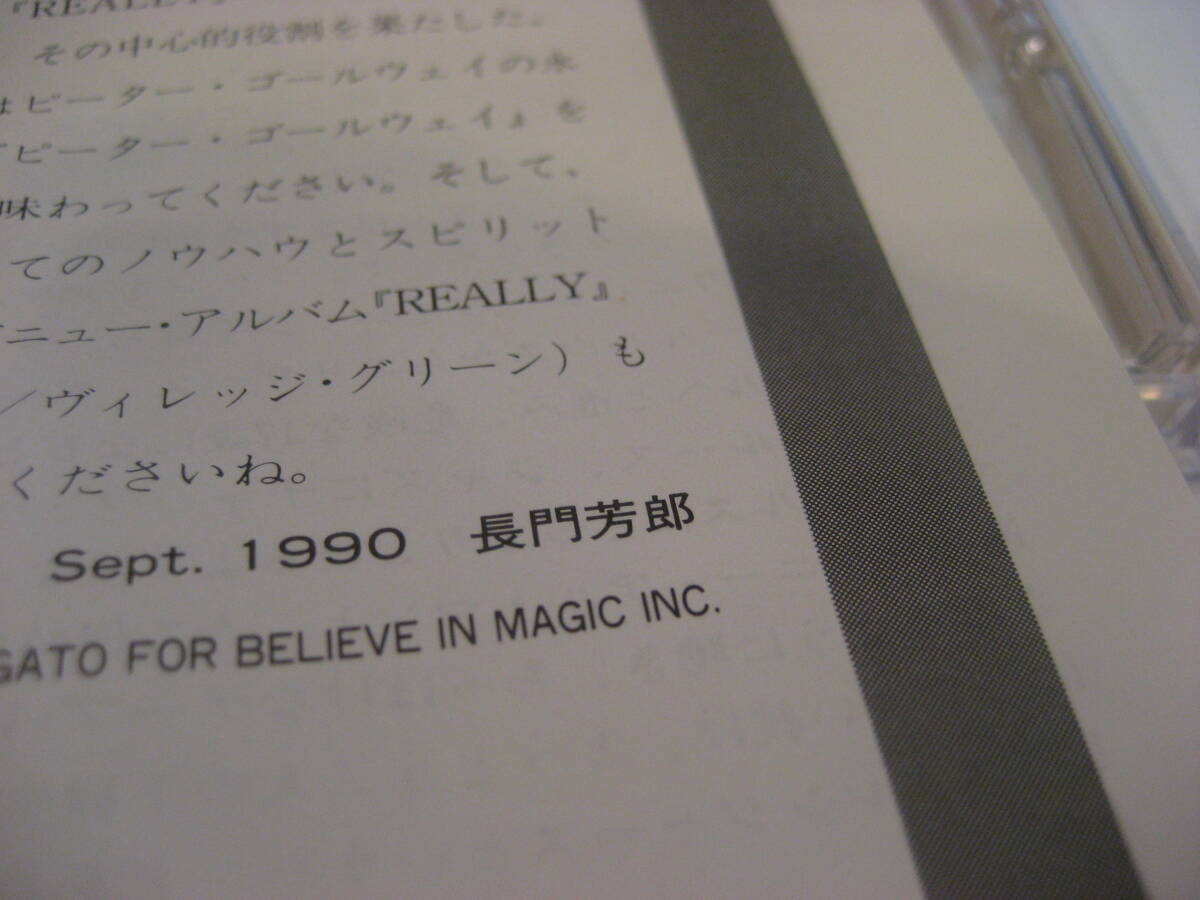 『REALLY』
その中心的役割を果たした。
はピーター・ゴールウェイの永
『ピーター・ゴールウェイ』を
味わってください。そして、
てのノウハウとスピリット
ニュー・アルバム『REALLY』
／ヴィレッジ・グリーン）も
くださいね。
Sept. 1990 長門芳郎
GATO FOR BELIEVE IN MAGIC INC.